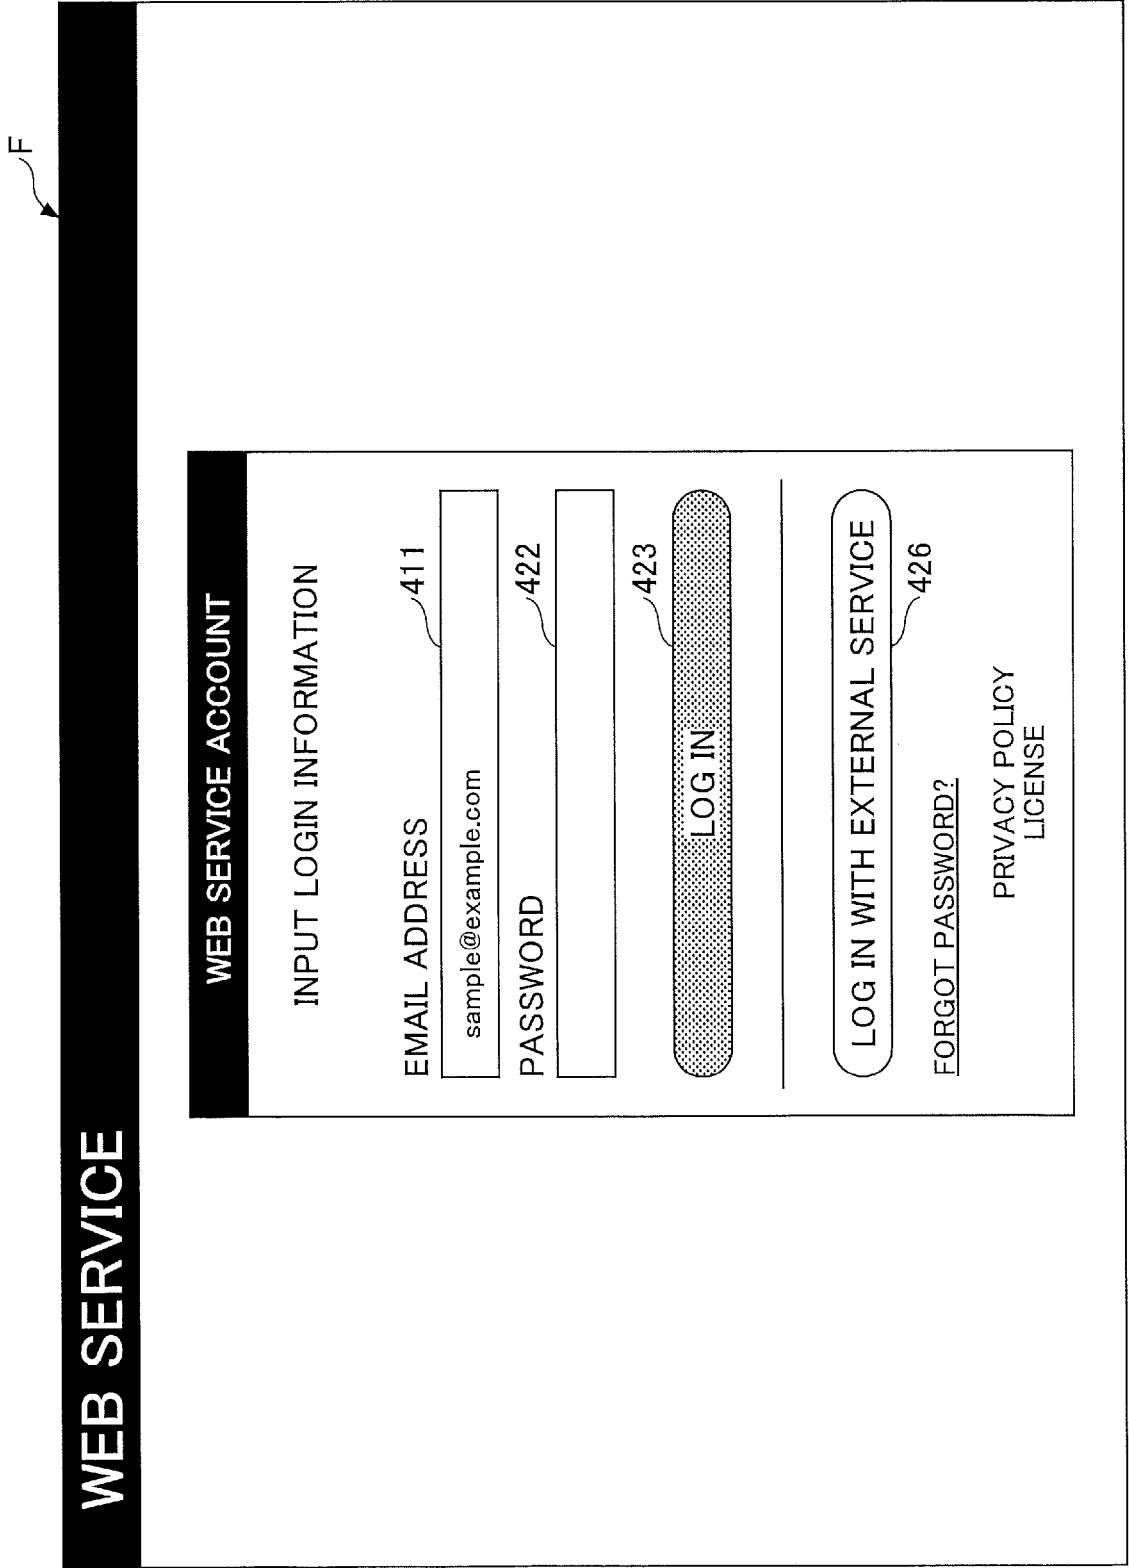 F
WEB SERVICE
WEB SERVICE ACCOUNT
INPUT LOGIN INFORMATION
EMAIL ADDRESS
411
sample@example.com
PASSWORD
422
423
LOG IN
LOG IN WITH EXTERNAL SERVICE
426
FORGOT PASSWORD?
PRIVACY POLICY
LICENSE